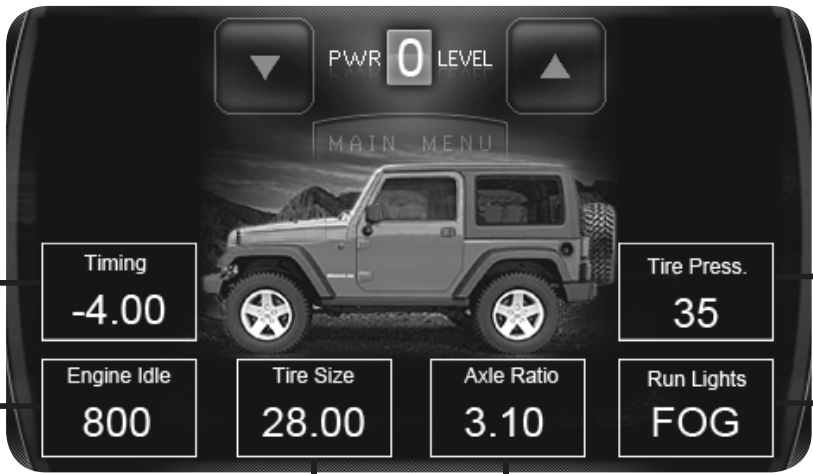 PWR 0 LEVEL
MAIN MENU
Timing
-4.00
Tire Press.
35
Engine Idle
800
Tire Size
28.00
Axle Ratio
3.10
Run Lights
FOG